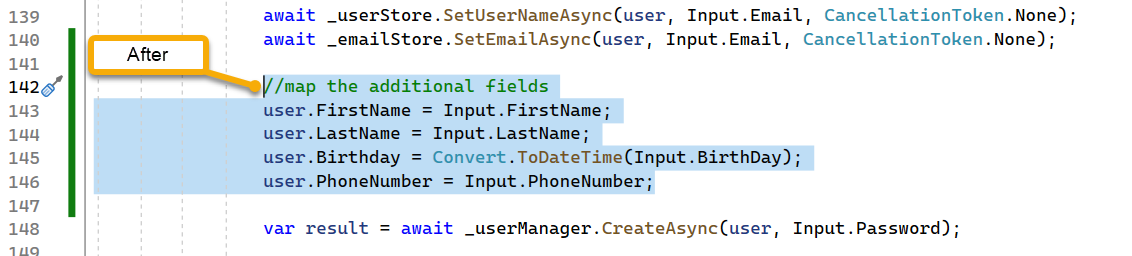 139 await _userStore.SetUserNameAsync(user, Input.Email, CancellationToken.None);
140 await _emailStore.SetEmailAsync(user, Input.Email, CancellationToken.None);
141
After
142 //map the additional fields
143 user.FirstName = Input.FirstName;
144 user.LastName = Input.LastName;
145 user.Birthday = Convert.ToDateTime(Input.BirthDay);
146 user.PhoneNumber = Input.PhoneNumber;
147
148 var result = await _userManager.CreateAsync(user, Input.Password);
149